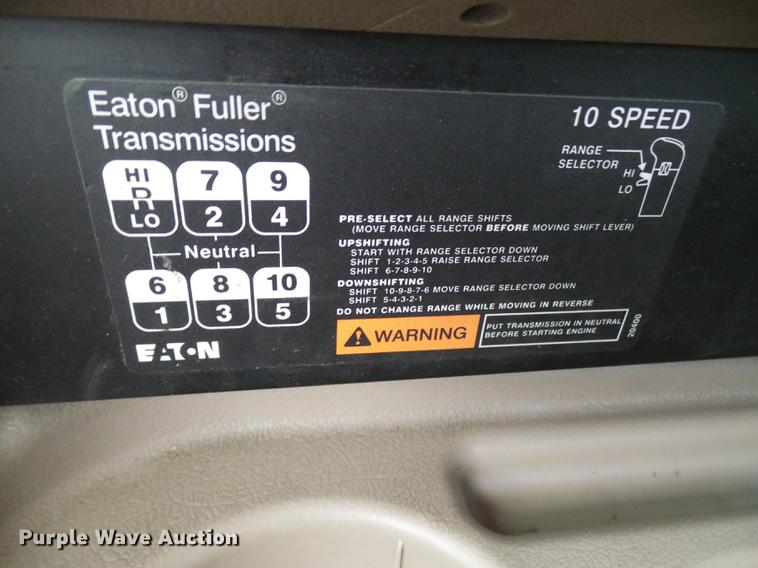 Eaton® Fuller®
Transmissions
10 SPEED
RANGE
SELECTOR
HI
LO
HI 7 9
R
LO 2 4
Neutral
6 8 10
1 3 5
EATON
PRE-SELECT ALL RANGE SHIFTS
(MOVE RANGE SELECTOR BEFORE MOVING SHIFT LEVER)
UPSHIFTING
START WITH RANGE SELECTOR DOWN
SHIFT 1-2-3-4-5 RAISE RANGE SELECTOR
SHIFT 6-7-8-9-10
DOWNSHIFTING
SHIFT 10-9-8-7-6 MOVE RANGE SELECTOR DOWN
SHIFT 5-4-3-2-1
DO NOT CHANGE RANGE WHILE MOVING IN REVERSE
WARNING
PUT TRANSMISSION IN NEUTRAL
BEFORE STARTING ENGINE
20400
Purple Wave Auction